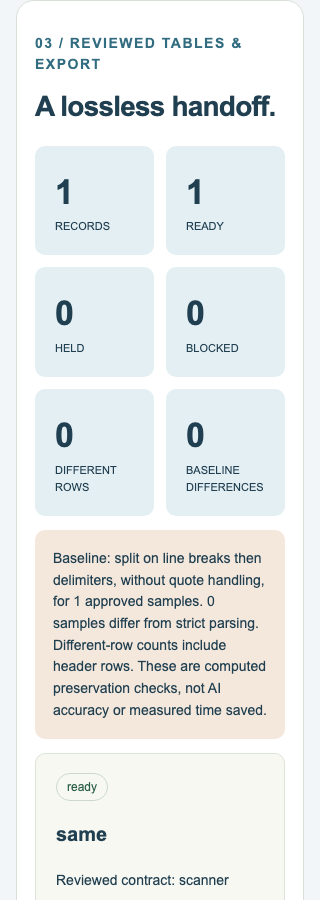 03 / REVIEWED TABLES &
EXPORT
A lossless handoff.
1
RECORDS
1
READY
0
HELD
0
BLOCKED
0
DIFFERENT
ROWS
0
BASELINE
DIFFERENCES
Baseline: split on line breaks then
delimiters, without quote handling,
for 1 approved samples. 0
samples differ from strict parsing.
Different-row counts include
header rows. These are computed
preservation checks, not AI
accuracy or measured time saved.
ready
same
Reviewed contract: scanner